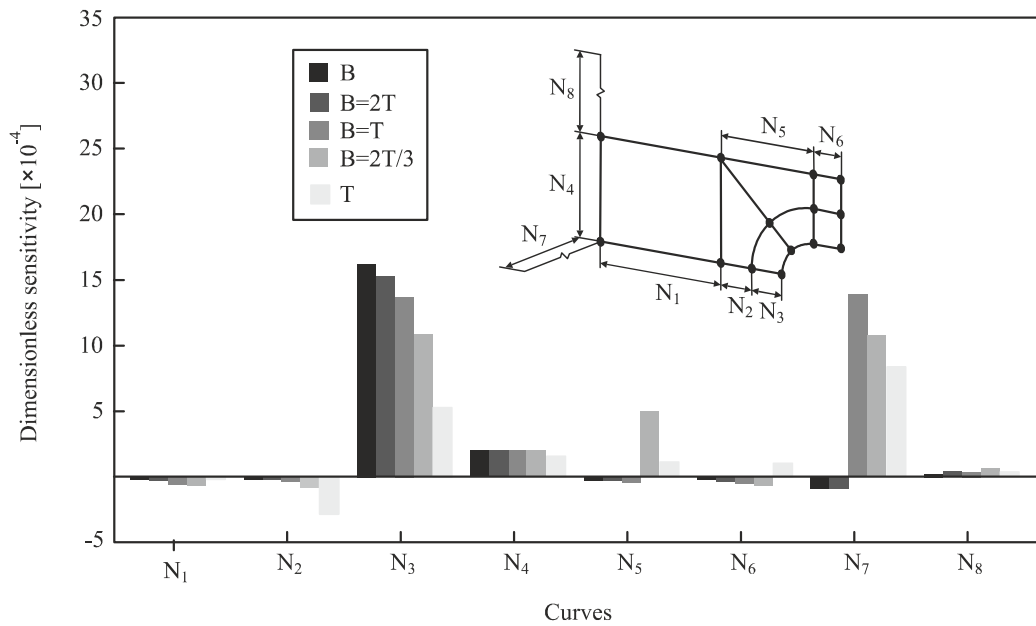 35
30
25
20
15
10
5
0
-5
Dimensionless sensitivity [×10⁻⁴]
B
B=2T
B=T
B=2T/3
T
N₈
N₄
N₇
N₅
N₆
N₁
N₂
N₃
N₁ N₂ N₃ N₄ N₅ N₆ N₇ N₈
Curves